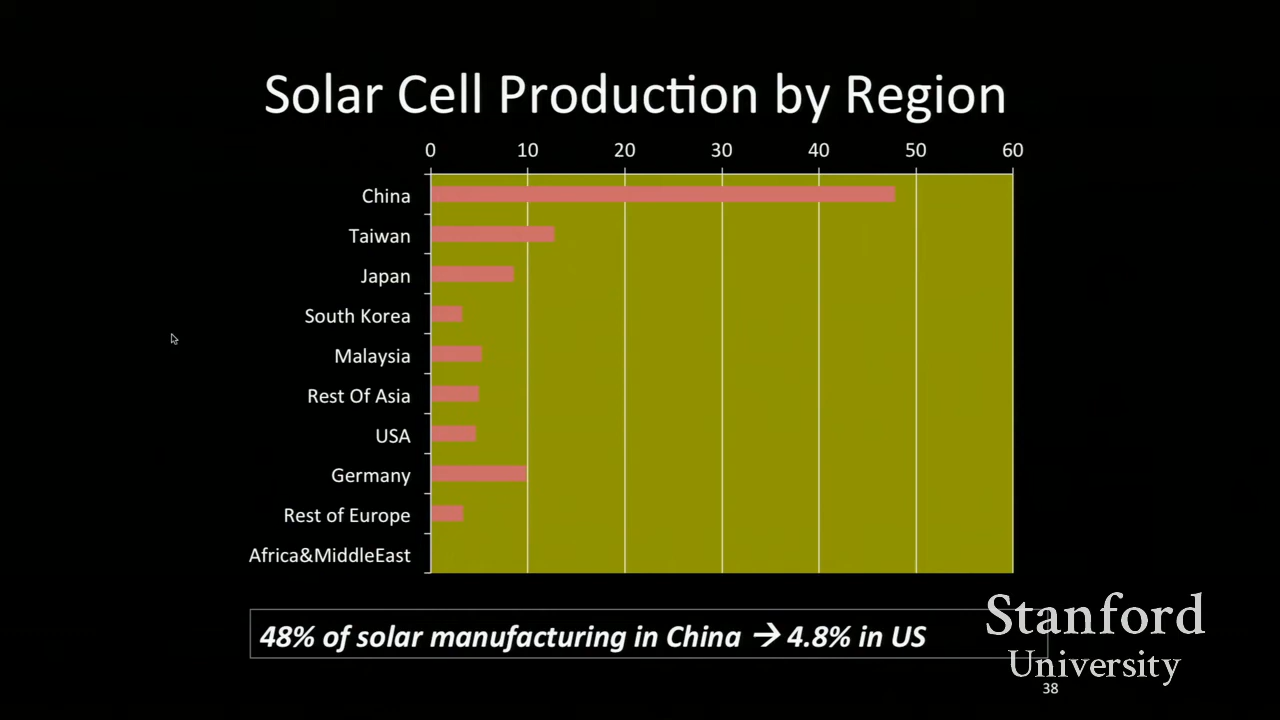 Solar Cell Production by Region
0 10 20 30 40 50 60
China
Taiwan
Japan
South Korea
Malaysia
Rest Of Asia
USA
Germany
Rest of Europe
Africa&MiddleEast
48% of solar manufacturing in China → 4.8% in US
Stanford
University
38